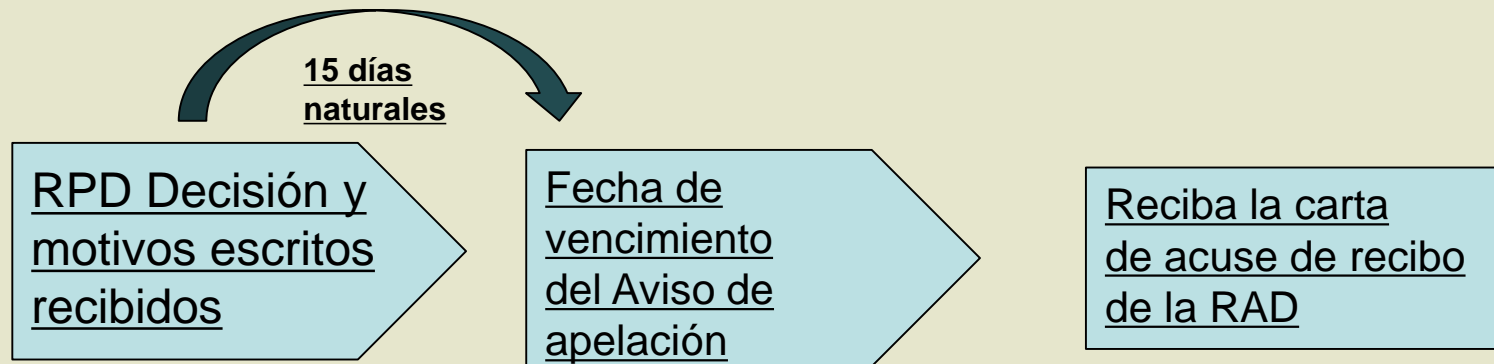 15 días
naturales
RPD Decisión y
motivos escritos
recibidos
Fecha de
vencimiento
del Aviso de
apelación
Reciba la carta
de acuse de recibo
de la RAD